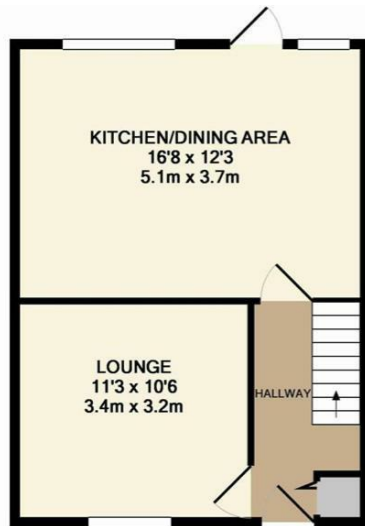 KITCHEN/DINING AREA
16'8 x 12'3
5.1m x 3.7m
LOUNGE
11'3 x 10'6
3.4m x 3.2m
HALLWAY